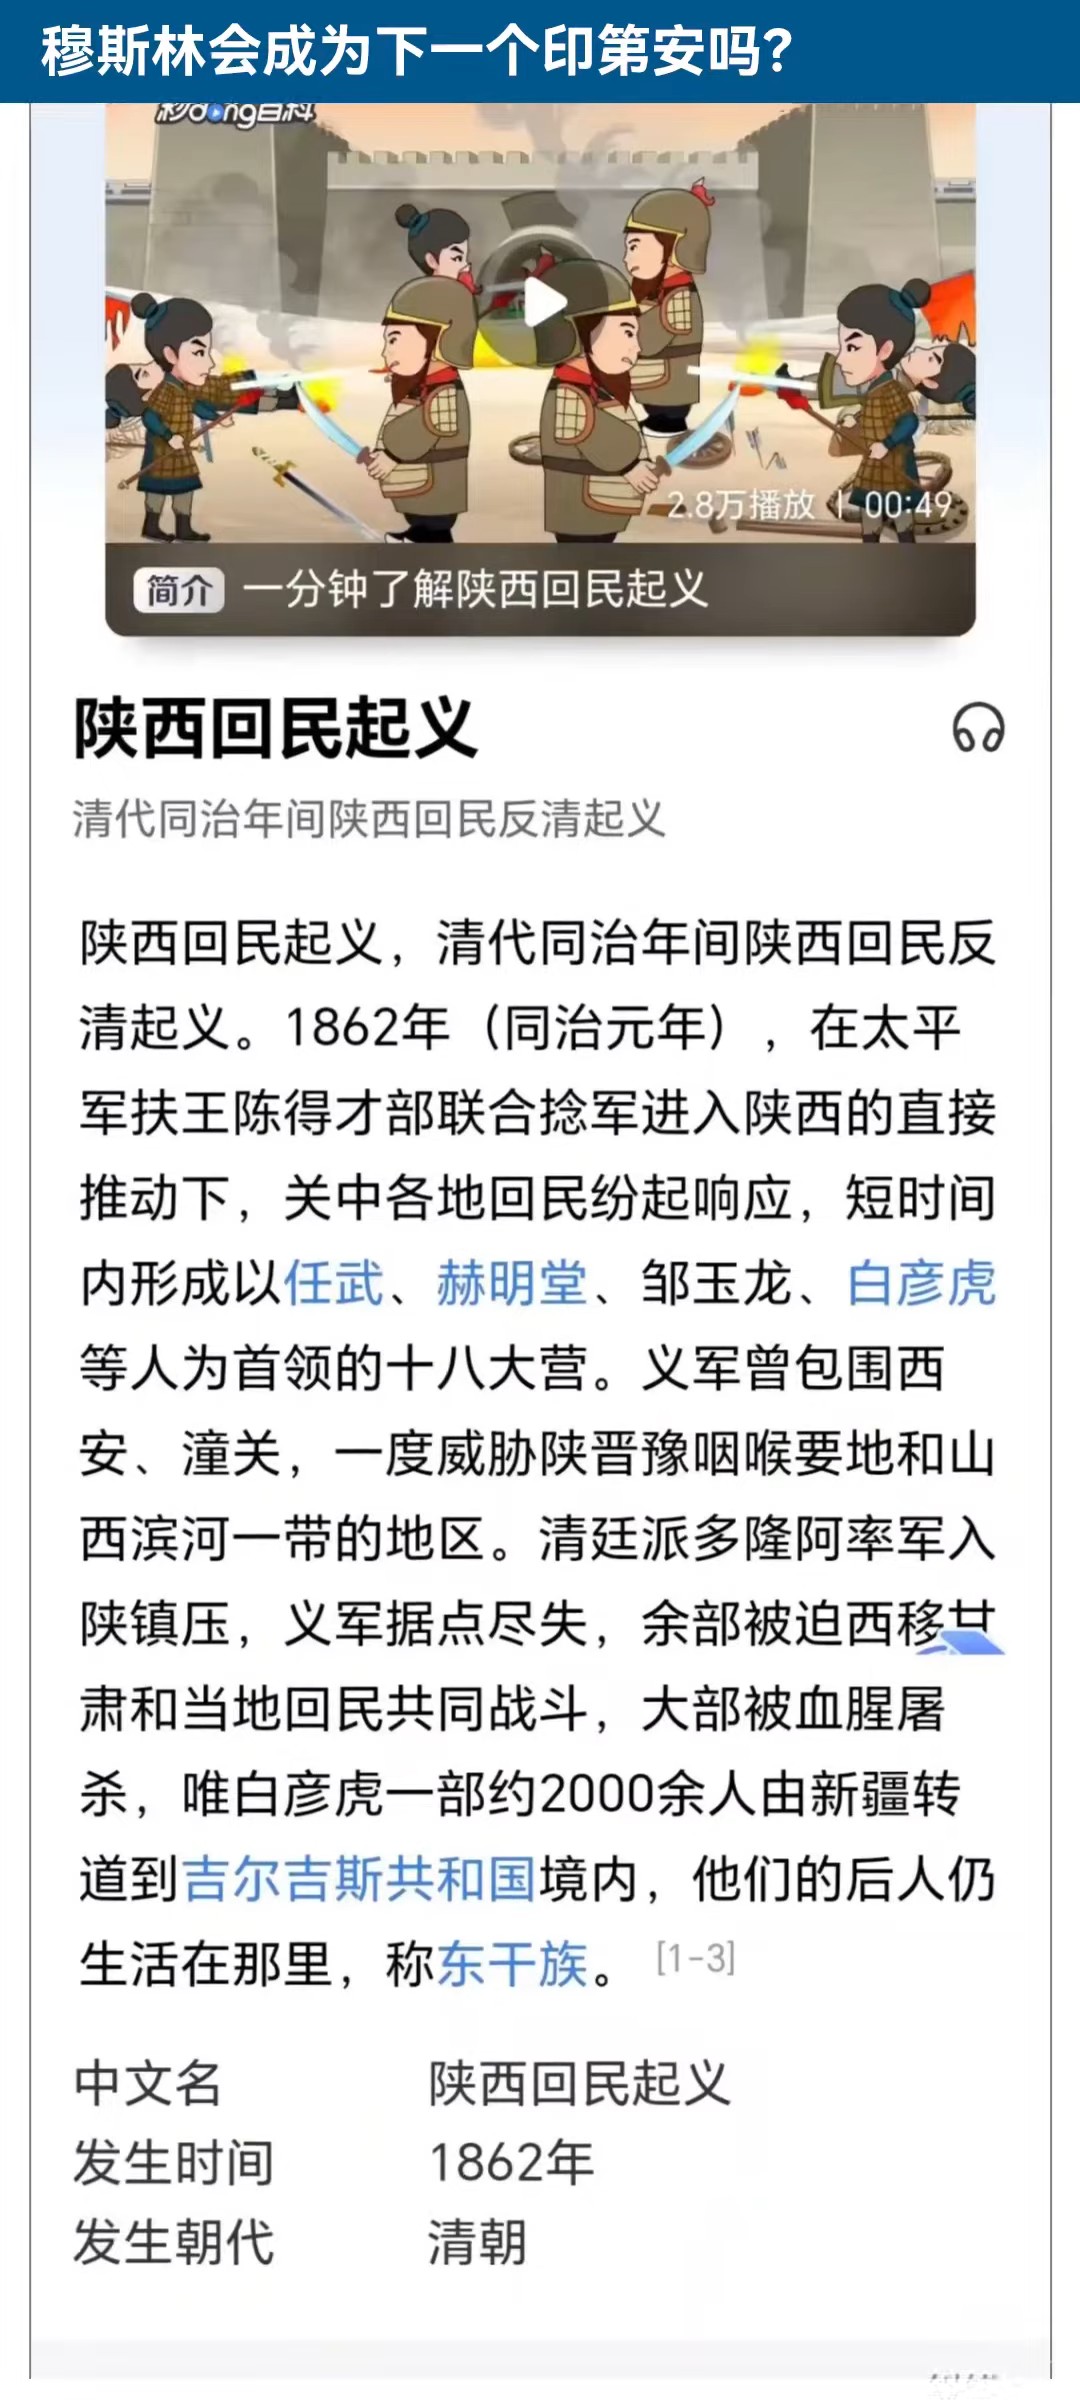 穆斯林会成为下一个印第安吗?
秒dong百科
2.8万播放 | 00:49
简介 一分钟了解陕西回民起义
陕西回民起义
清代同治年间陕西回民反清起义
陕西回民起义，清代同治年间陕西回民反
清起义。1862年（同治元年），在太平
军扶王陈得才部联合捻军进入陕西的直接
推动下，关中各地回民纷起响应，短时间
内形成以任武、赫明堂、邹玉龙、白彦虎
等人为首领的十八大营。义军曾包围西
安、潼关，一度威胁陕晋豫咽喉要地和山
西滨河一带的地区。清廷派多隆阿率军入
陕镇压，义军据点尽失，余部被迫西移甘
肃和当地回民共同战斗，大部被血腥屠
杀，唯白彦虎一部约2000余人由新疆转
道到吉尔吉斯共和国境内，他们的后人仍
生活在那里，称东干族。 [1-3]
中文名 陕西回民起义
发生时间 1862年
发生朝代 清朝